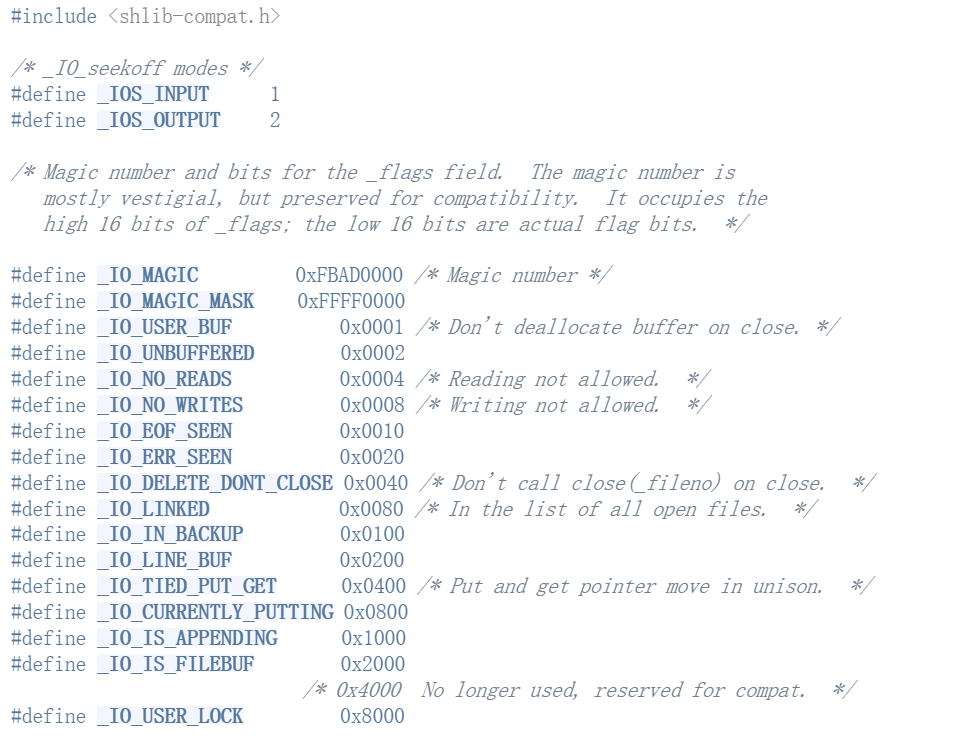 #include <shlib-compat.h>
/* _IO_seekoff modes */
#define _IOS_INPUT 1
#define _IOS_OUTPUT 2
/* Magic number and bits for the _flags field. The magic number is
mostly vestigial, but preserved for compatibility. It occupies the
high 16 bits of _flags; the low 16 bits are actual flag bits. */
#define _IO_MAGIC 0xFBAD0000 /* Magic number */
#define _IO_MAGIC_MASK 0xFFFF0000
#define _IO_USER_BUF 0x0001 /* Don't deallocate buffer on close. */
#define _IO_UNBUFFERED 0x0002
#define _IO_NO_READS 0x0004 /* Reading not allowed. */
#define _IO_NO_WRITES 0x0008 /* Writing not allowed. */
#define _IO_EOF_SEEN 0x0010
#define _IO_ERR_SEEN 0x0020
#define _IO_DELETE_DONT_CLOSE 0x0040 /* Don't call close(_fileno) on close. */
#define _IO_LINKED 0x0080 /* In the list of all open files. */
#define _IO_IN_BACKUP 0x0100
#define _IO_LINE_BUF 0x0200
#define _IO_TIED_PUT_GET 0x0400 /* Put and get pointer move in unison. */
#define _IO_CURRENTLY_PUTTING 0x0800
#define _IO_IS_APPENDING 0x1000
#define _IO_IS_FILEBUF 0x2000
/* 0x4000 No longer used, reserved for compat. */
#define _IO_USER_LOCK 0x8000